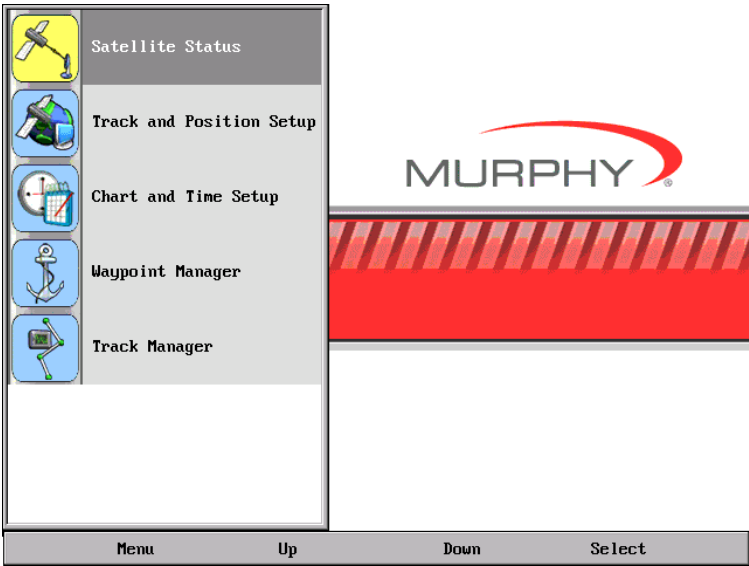 Satellite Status
Track and Position Setup
Chart and Time Setup
Waypoint Manager
Track Manager
MURPHY®
Menu Up Down Select